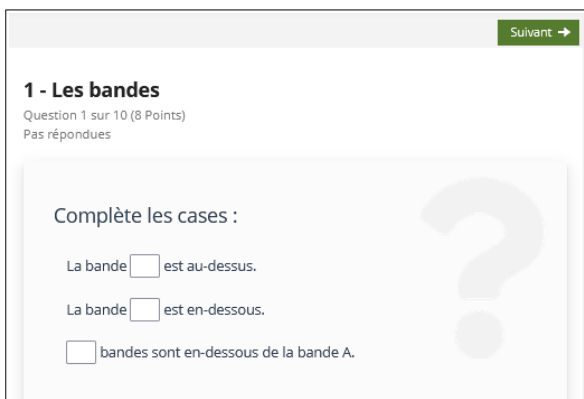 Suivant →
1 - Les bandes
Question 1 sur 10 (8 Points)
Pas répondues
Complète les cases :
La bande est au-dessus.
La bande est en-dessous.
bandes sont en-dessous de la bande A.
?